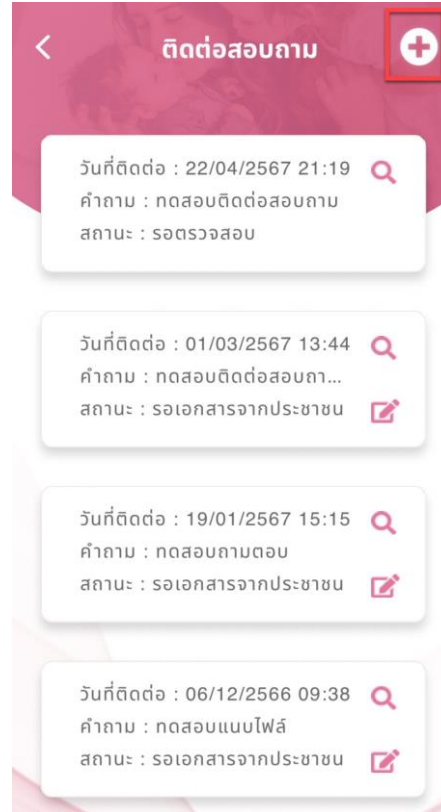 ติดต่อสอบถาม
วันที่ติดต่อ : 22/04/2567 21:19
คำถาม : ทดสอบติดต่อสอบถาม
สถานะ : รอตรวจสอบ
วันที่ติดต่อ : 01/03/2567 13:44
คำถาม : ทดสอบติดต่อสอบถา...
สถานะ : รอเอกสารจากประชาชน
วันที่ติดต่อ : 19/01/2567 15:15
คำถาม : ทดสอบถามตอบ
สถานะ : รอเอกสารจากประชาชน
วันที่ติดต่อ : 06/12/2566 09:38
คำถาม : ทดสอบแนบไฟล์
สถานะ : รอเอกสารจากประชาชน